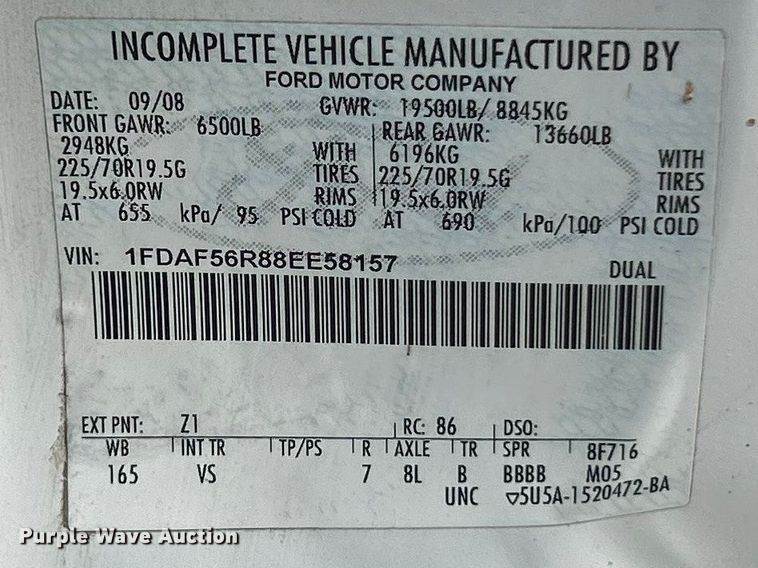 INCOMPLETE VEHICLE MANUFACTURED BY
FORD MOTOR COMPANY
DATE: 09/08 GVWR: 19500LB/ 8845KG
FRONT GAWR: 6500LB REAR GAWR: 13660LB
2948KG WITH 6196KG WITH
225/70R19.5G TIRES 225/70R19.5G TIRES
19.5x6.0RW RIMS 19.5x6.0RW RIMS
AT 655 kPa/ 95 PSI COLD AT 690 kPa/100 PSI COLD
VIN: 1FDAF56R88EE58157 DUAL
EXT PNT: Z1 RC: 86 DSO:
WB INT TR TP/PS R AXLE TR SPR 8F716
165 VS 7 8L B BBBB M05
UNC ▽5U5A-1520472-BA
Purple Wave Auction